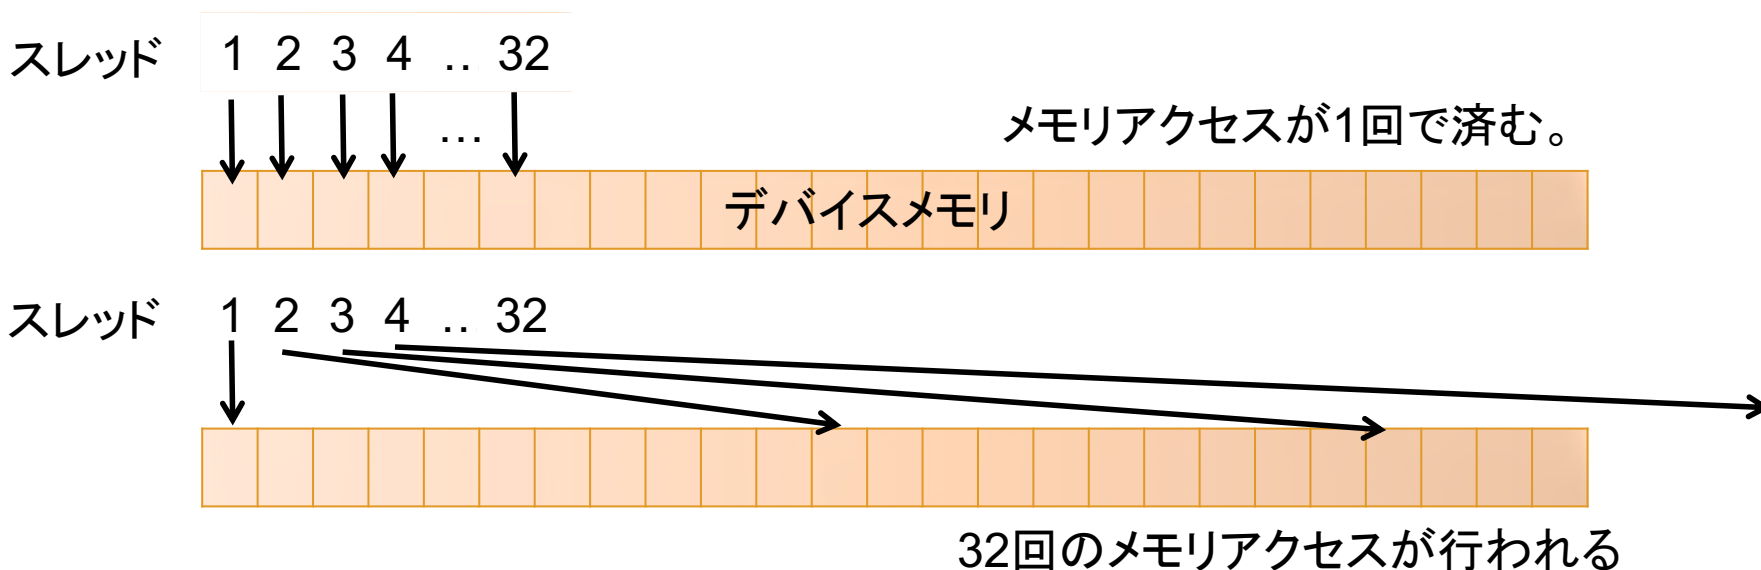 スレッド 1 2 3 4 .. 32
...
メモリアクセスが1回で済む。
デバイスメモリ
スレッド 1 2 3 4 .. 32
32回のメモリアクセスが行われる